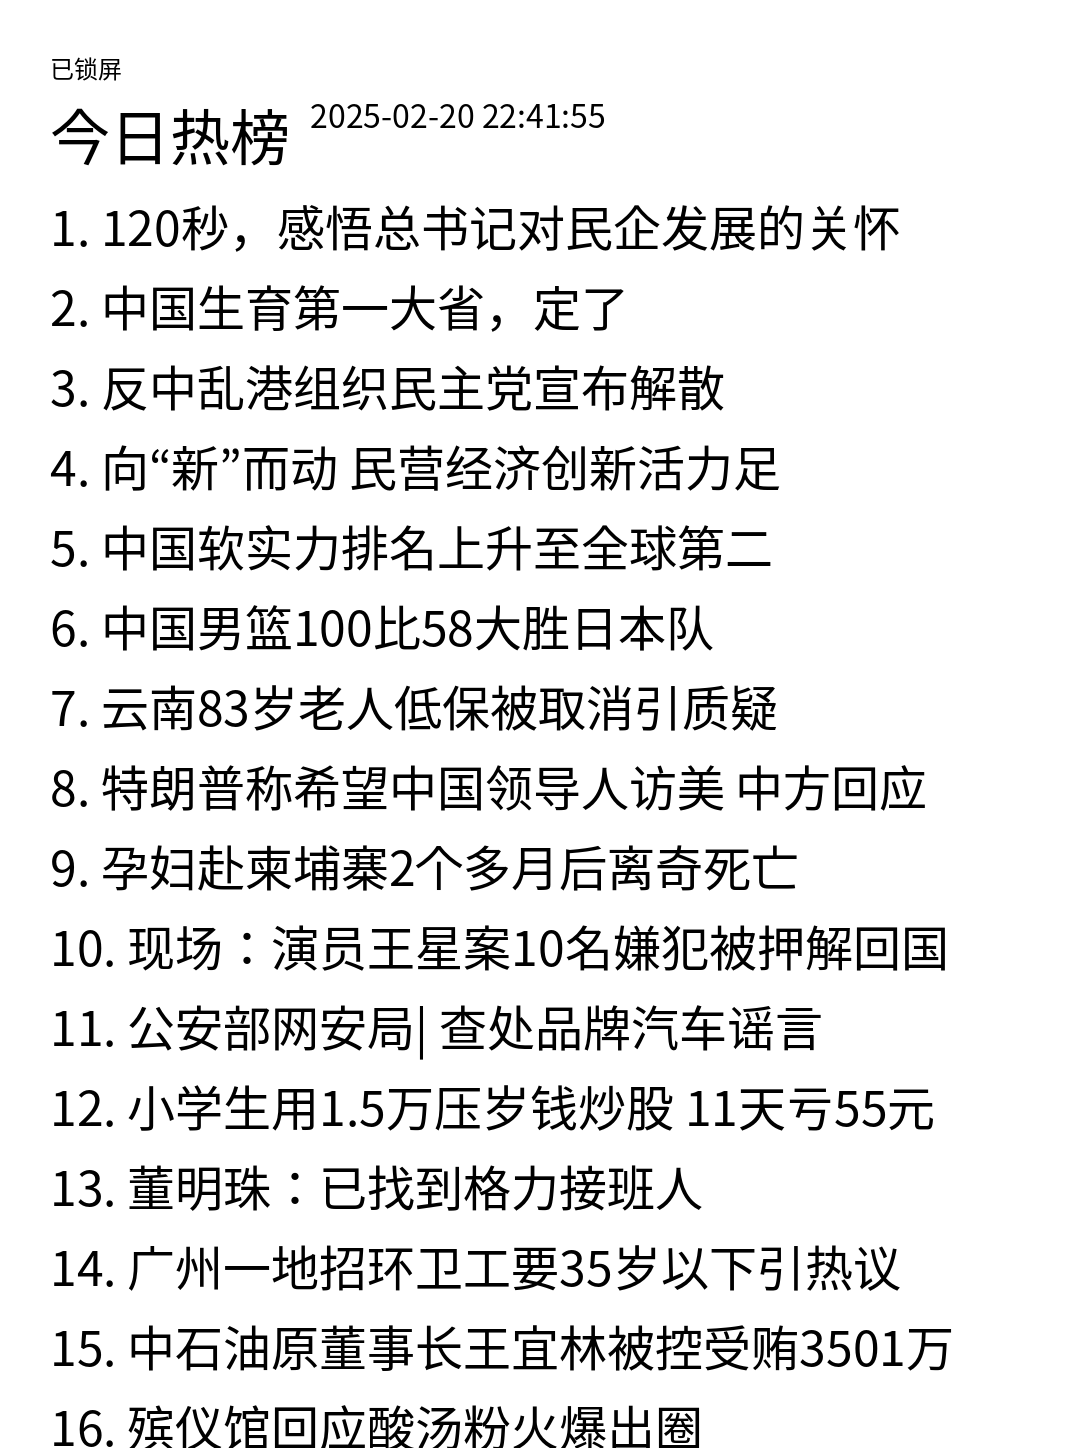 已锁屏
今日热榜 2025-02-20 22:41:55
1. 120秒，感悟总书记对民企发展的关怀
2. 中国生育第一大省，定了
3. 反中乱港组织民主党宣布解散
4. 向“新”而动 民营经济创新活力足
5. 中国软实力排名上升至全球第二
6. 中国男篮100比58大胜日本队
7. 云南83岁老人低保被取消引质疑
8. 特朗普称希望中国领导人访美 中方回应
9. 孕妇赴柬埔寨2个多月后离奇死亡
10. 现场：演员王星案10名嫌犯被押解回国
11. 公安部网安局| 查处品牌汽车谣言
12. 小学生用1.5万压岁钱炒股 11天亏55元
13. 董明珠：已找到格力接班人
14. 广州一地招环卫工要35岁以下引热议
15. 中石油原董事长王宜林被控受贿3501万
16. 殡仪馆回应酸汤粉火爆出圈